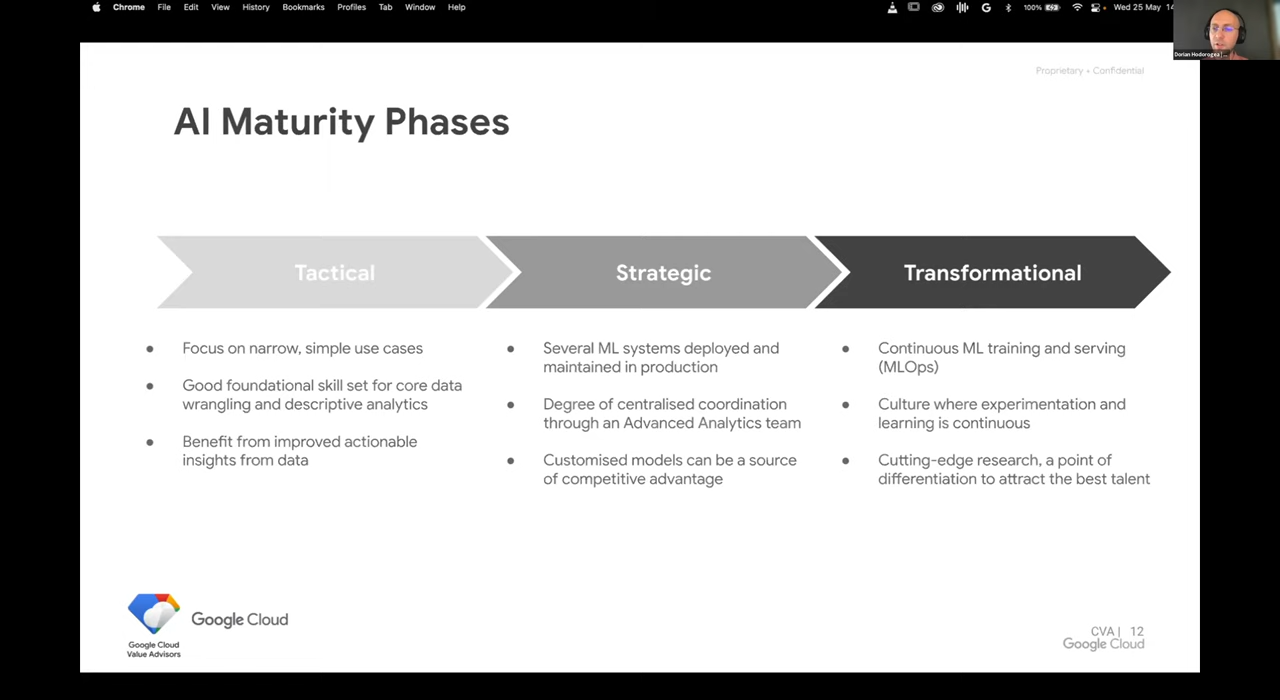 Chrome File Edit View History Bookmarks Profiles Tab Window Help
100% Wed 25 May 14
Dorian Hodorogea
Proprietary + Confidential
AI Maturity Phases
Tactical
Strategic
Transformational
Focus on narrow, simple use cases
Good foundational skill set for core data
wrangling and descriptive analytics
Benefit from improved actionable
insights from data
Several ML systems deployed and
maintained in production
Degree of centralised coordination
through an Advanced Analytics team
Customised models can be a source
of competitive advantage
Continuous ML training and serving
(MLOps)
Culture where experimentation and
learning is continuous
Cutting-edge research, a point of
differentiation to attract the best talent
Google Cloud
Value Advisors
Google Cloud
CVA | 12
Google Cloud